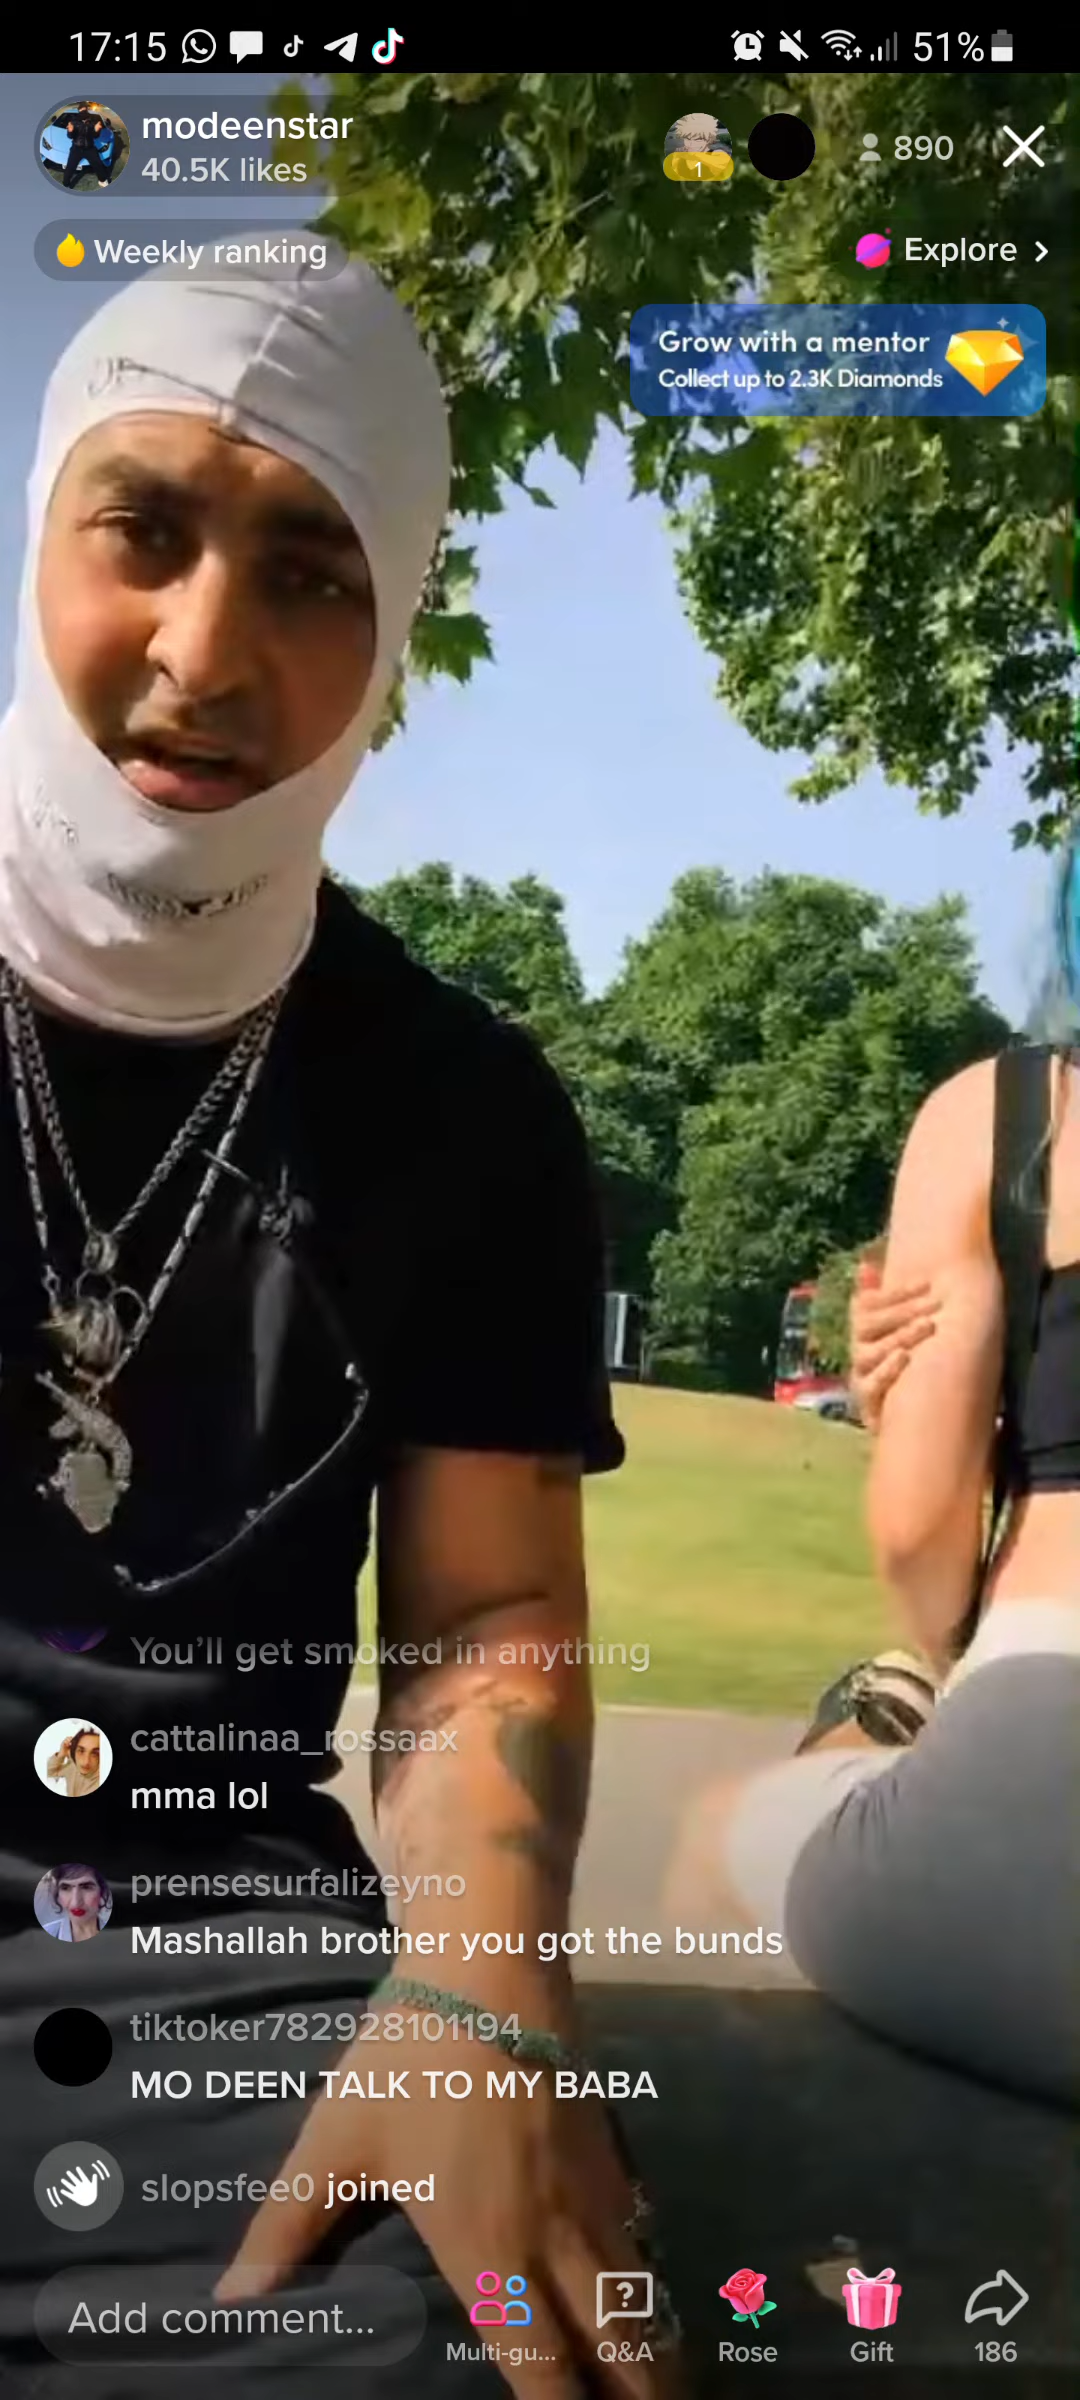 17:15
51%
modeenstar
40.5K likes
1
890
Weekly ranking
Explore
Grow with a mentor
Collect up to 2.3K Diamonds
You'll get smoked in anything
cattalinaa_rossaax
mma lol
prensesurfalizeyno
Mashallah brother you got the bunds
tiktoker782928101194
MO DEEN TALK TO MY BABA
slopsfee0 joined
Add comment...
Multi-gu...
Q&A
Rose
Gift
186